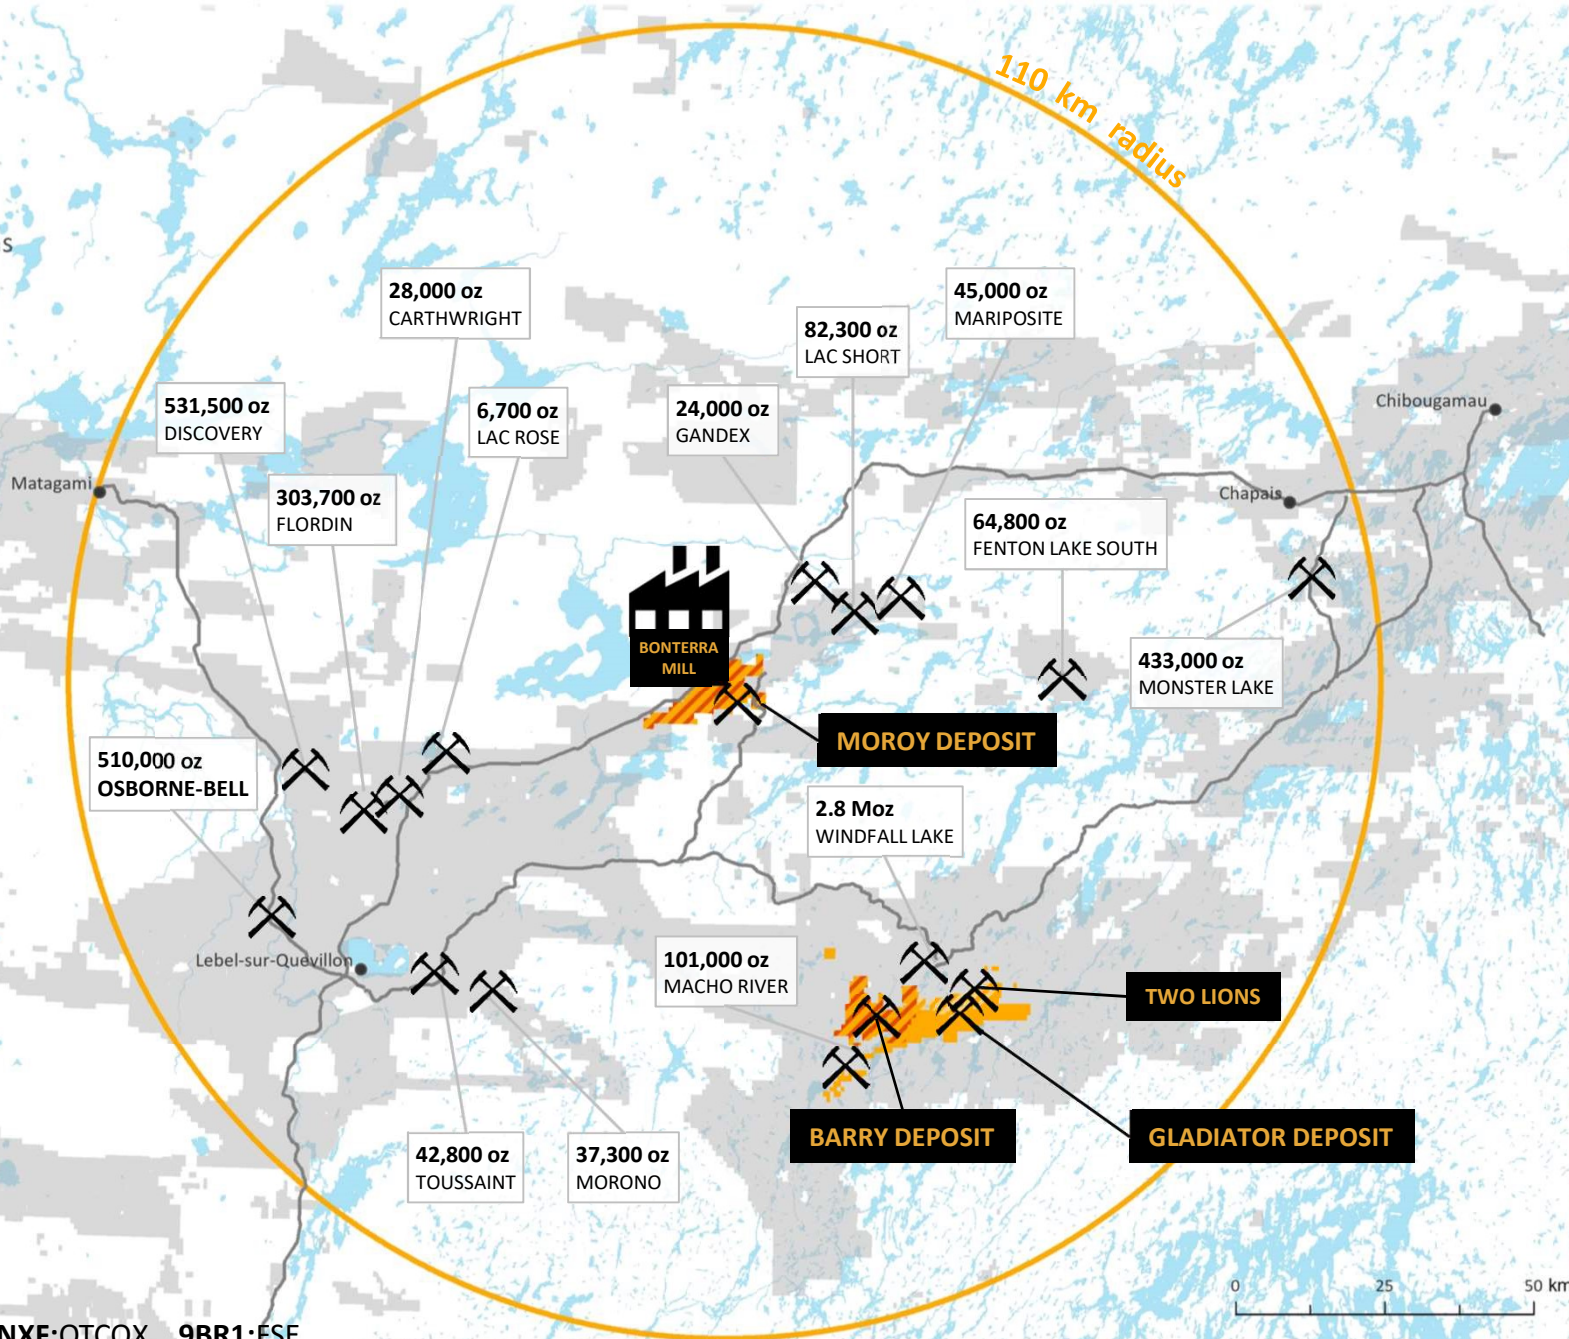 110 km radius
s
28,000 oz
CARTHWRIGHT
45,000 oz
MARIPOSITE
82,300 oz
LAC SHORT
531,500 oz
DISCOVERY
6,700 oz
LAC ROSE
24,000 oz
GANDEX
Chibougamau
Matagami
303,700 oz
FLORDIN
Chapais
64,800 oz
FENTON LAKE SOUTH
BONTERRA
MILL
433,000 oz
MONSTER LAKE
MOROY DEPOSIT
510,000 oz
OSBORNE-BELL
2.8 Moz
WINDFALL LAKE
Lebel-sur-Quévillon
101,000 oz
MACHO RIVER
TWO LIONS
BARRY DEPOSIT
GLADIATOR DEPOSIT
42,800 oz
TOUSSAINT
37,300 oz
MORONO
0 25 50 km
NXF:OTCQX 9BR1:FSE